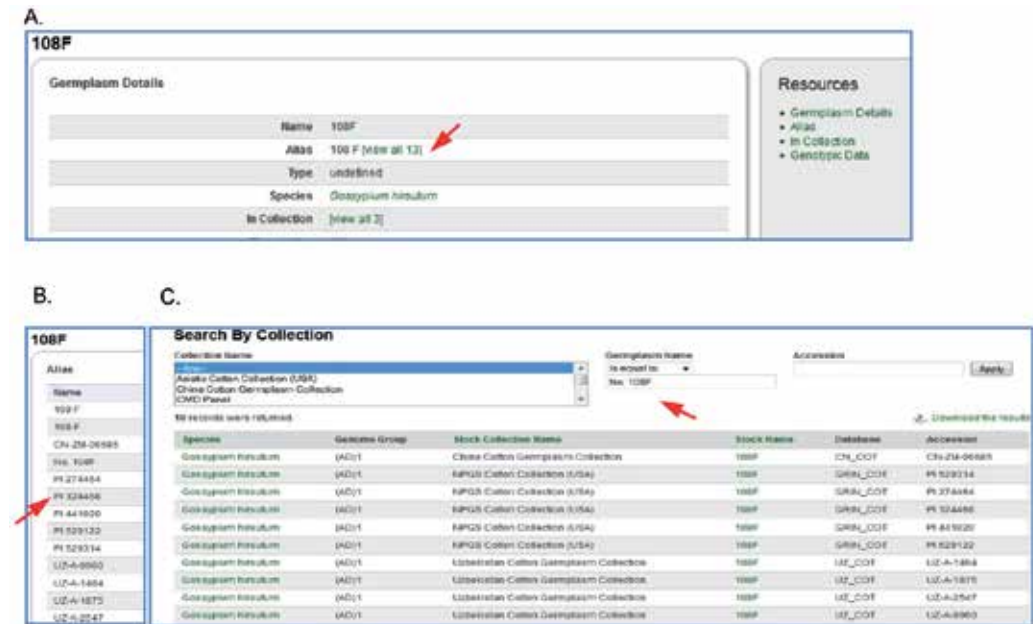 A.
108F
Germplasm Details
Name 108F
Alias 108 F [view all 13]
Type undefined
Species Gossypium hirsutum
In Collection [view all 3]
Resources
Germplasm Details
Alias
In Collection
Genotypic Data
B.
108F
Alias
Name
108-F
108 F
CN-ZM-06685
No. 108F
PI 274464
PI 324466
PI 441920
PI 529122
PI 529314
UZ-A-8960
UZ-A-1464
UZ-A-1875
UZ-A-2547
C.
Search By Collection
Collection Name
Asiatic Cotton Collection (USA)
China Cotton Germplasm Collection
CMD Panel
Germplasm Name
Is equal to
No. 108F
Accession
Apply
10 records were returned
Download the results
Species Genome Group Stock Collection Name Stock Name Database Accession
Gossypium hirsutum (AD)1 China Cotton Germplasm Collection 108F CN_COT CN-ZM-06685
Gossypium hirsutum (AD)1 NPGS Cotton Collection (USA) 108F GRIN_COT PI 529314
Gossypium hirsutum (AD)1 NPGS Cotton Collection (USA) 108F GRIN_COT PI 274464
Gossypium hirsutum (AD)1 NPGS Cotton Collection (USA) 108F GRIN_COT PI 324466
Gossypium hirsutum (AD)1 NPGS Cotton Collection (USA) 108F GRIN_COT PI 441920
Gossypium hirsutum (AD)1 NPGS Cotton Collection (USA) 108F GRIN_COT PI 529122
Gossypium hirsutum (AD)1 Uzbekistan Cotton Germplasm Collection 108F UZ_COT UZ-A-1464
Gossypium hirsutum (AD)1 Uzbekistan Cotton Germplasm Collection 108F UZ_COT UZ-A-1875
Gossypium hirsutum (AD)1 Uzbekistan Cotton Germplasm Collection 108F UZ_COT UZ-A-2547
Gossypium hirsutum (AD)1 Uzbekistan Cotton Germplasm Collection 108F UZ_COT UZ-A-8960